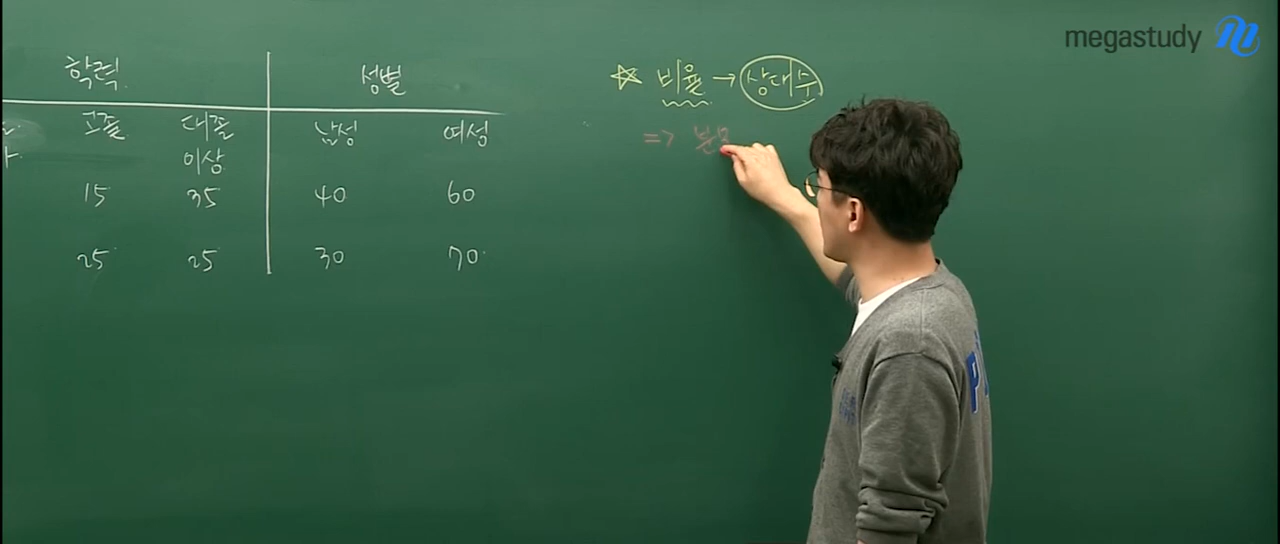 megastudy
학력 성별
☆ 비율 → 상대수
고졸 대졸 이상 남성 여성
⇒ 분모
15 35 40 60
25 25 30 70